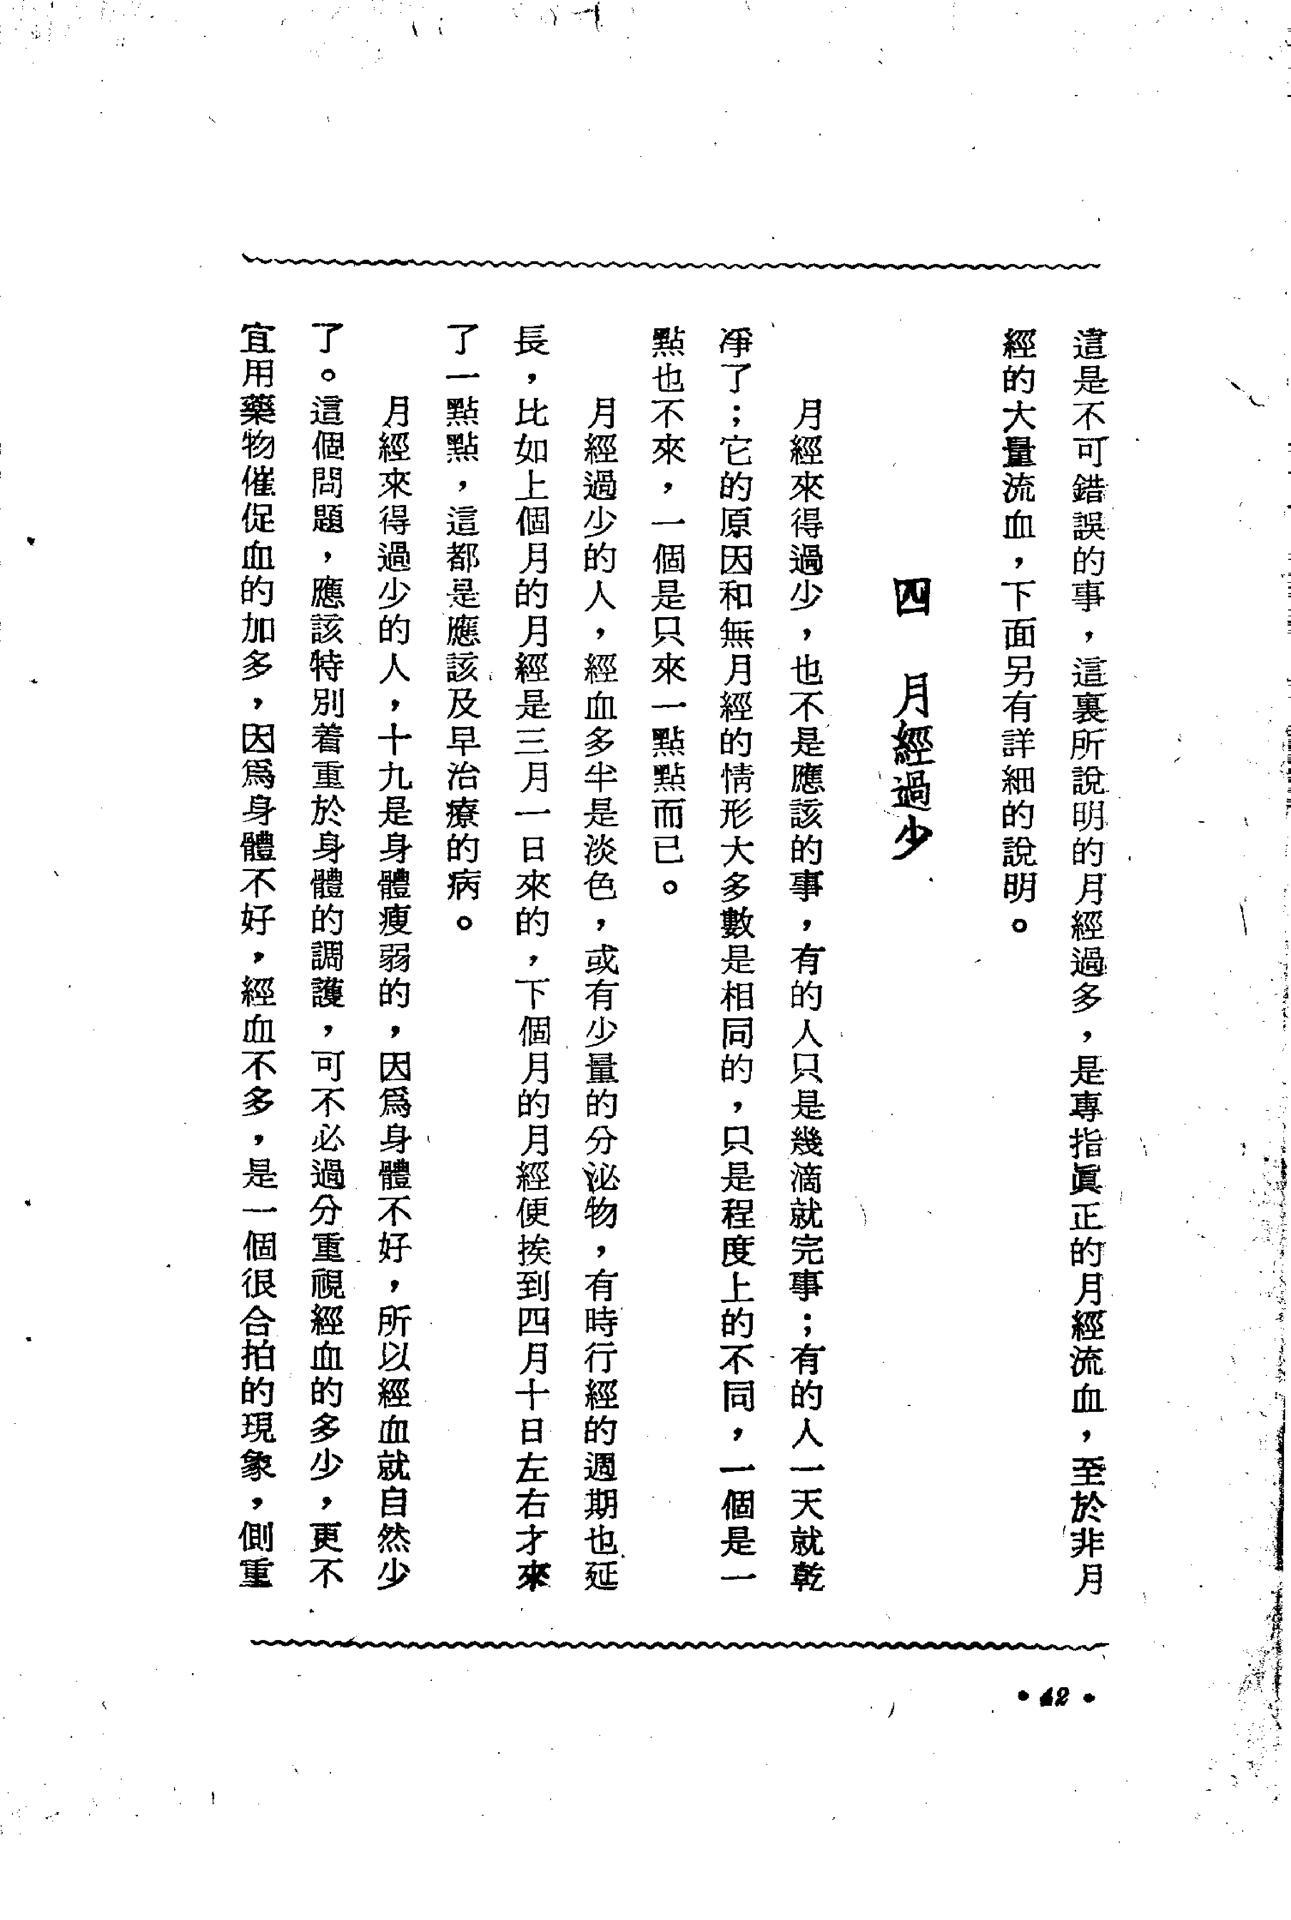 這是不可錯誤的事，這裏所說明的月經過多，是專指眞正的月經流血，至於非月
經的大量流血，下面另有詳細的說明。
四　月經過少
月經來得過少，也不是應該的事，有的人只是幾滴就完事；有的人一天就乾
凈了；它的原因和無月經的情形大多數是相同的，只是程度上的不同，一個是一
點也不來，一個是只來一點點而已。
月經過少的人，經血多半是淡色，或有少量的分泌物，有時行經的週期也延
長，比如上個月的月經是三月一日來的，下個月的月經便挨到四月十日左右才來
了一點點，這都是應該及早治療的病。
月經來得過少的人，十九是身體瘦弱的，因爲身體不好，所以經血就自然少
了。這個問題，應該特別着重於身體的調護，可不必過分重視經血的多少，更不
宜用藥物催促血的加多，因爲身體不好，經血不多，是一個很合拍的現象，側重
•42•